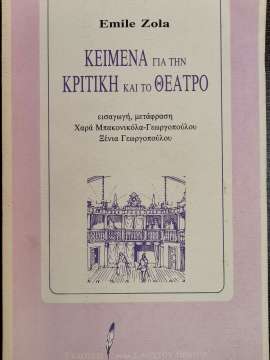 Emile Zola
ΚΕΙΜΕΝΑ ΓΙΑ ΤΗΝ
ΚΡΙΤΙΚΗ ΚΑΙ ΤΟ ΘΕΑΤΡΟ
εισαγωγή, μετάφραση
Χαρά Μπακονικόλα-Γεωργοπούλου
Ξένια Γεωργοπούλου